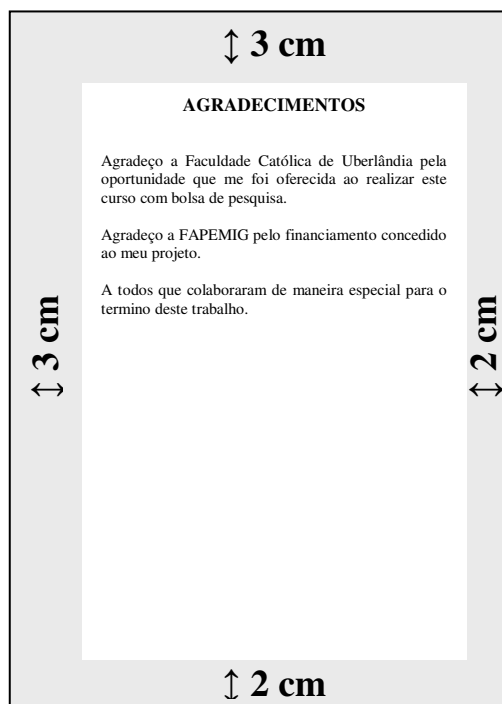 ↕ 3 cm
AGRADECIMENTOS
Agradeço a Faculdade Católica de Uberlândia pela
oportunidade que me foi oferecida ao realizar este
curso com bolsa de pesquisa.
Agradeço a FAPEMIG pelo financiamento concedido
ao meu projeto.
A todos que colaboraram de maneira especial para o
termino deste trabalho.
↕ 3 cm
↕ 2 cm
↕ 2 cm